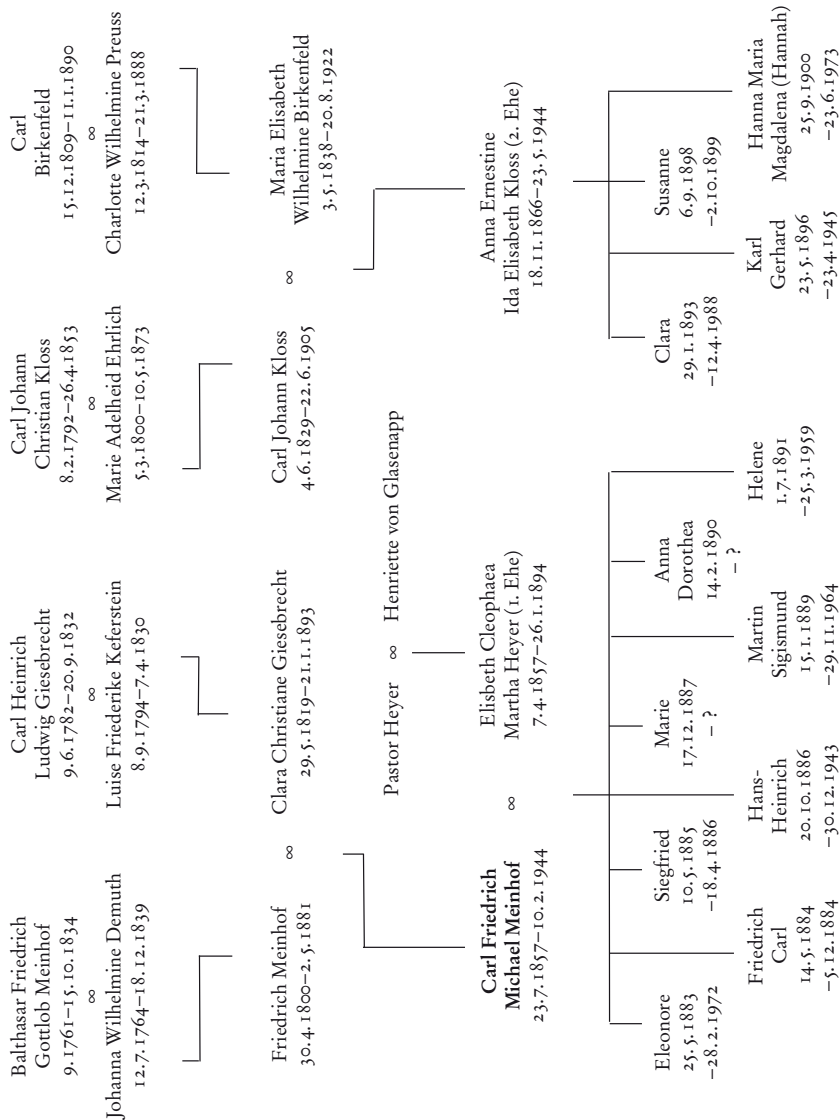 Balthasar Friedrich
Gottlob Meinhof
9.1761–15.10.1834
∞
Johanna Wilhelmine Demuth
12.7.1764–18.12.1839
Carl Heinrich
Ludwig Giesebrecht
9.6.1782–20.9.1832
∞
Luise Friederike Keferstein
8.9.1794–7.4.1830
Carl Johann
Christian Kloss
8.2.1792–26.4.1853
∞
Marie Adelheid Ehrlich
5.3.1800–10.5.1873
Carl
Birkenfeld
15.12.1809–11.1.1890
∞
Charlotte Wilhelmine Preuss
12.3.1814–21.3.1888
Friedrich Meinhof
30.4.1800–2.5.1881
∞
Clara Christiane Giesebrecht
29.5.1819–21.1.1893
Carl Johann Kloss
4.6.1829–22.6.1905
∞
Maria Elisabeth
Wilhelmine Birkenfeld
3.5.1838–20.8.1922
Pastor Heyer ∞ Henriette von Glasenapp
Carl Friedrich
Michael Meinhof
23.7.1857–10.2.1944
∞
Elisbeth Cleophaea
Martha Heyer (1. Ehe)
7.4.1857–26.1.1894
Anna Ernestine
Ida Elisabeth Kloss (2. Ehe)
18.11.1866–23.5.1944
Eleonore
25.5.1883
–28.2.1972
Friedrich
Carl
14.5.1884
–5.12.1884
Siegfried
10.5.1885
–18.4.1886
Hans-
Heinrich
20.10.1886
–30.12.1943
Marie
17.12.1887
– ?
Martin
Sigismund
15.1.1889
–29.11.1964
Anna
Dorothea
14.2.1890
– ?
Helene
1.7.1891
–25.3.1959
Clara
29.1.1893
–12.4.1988
Karl
Gerhard
23.5.1896
–23.4.1945
Susanne
6.9.1898
–2.10.1899
Hanna Maria
Magdalena (Hannah)
25.9.1900
–23.6.1973